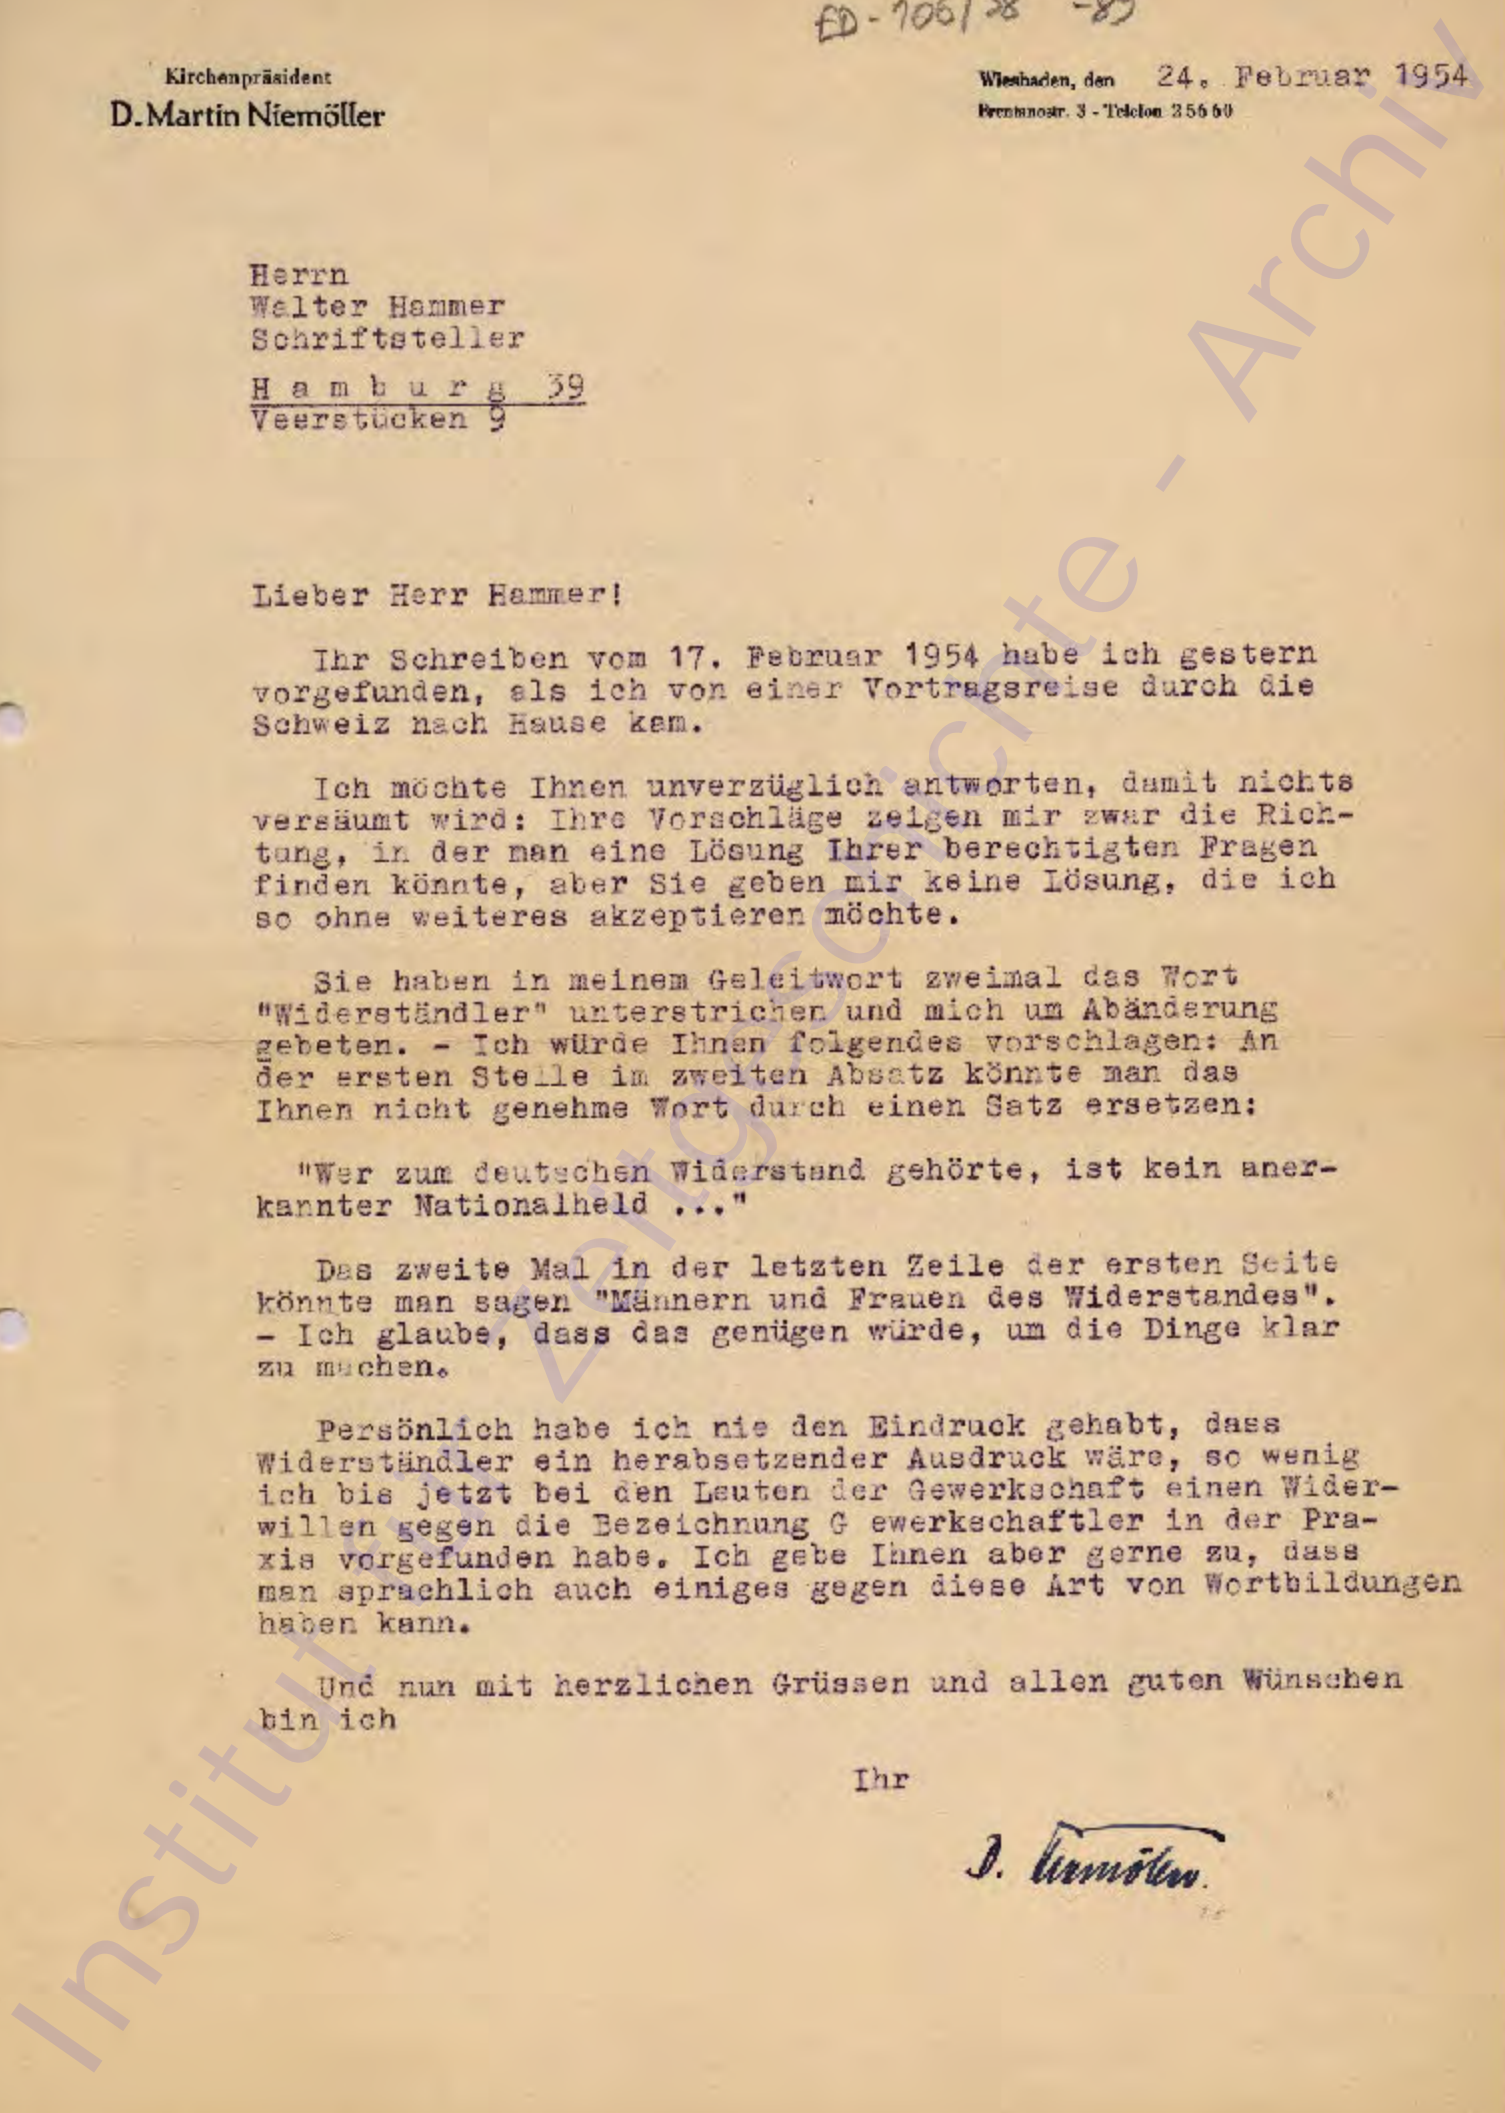 ED-106/38 -89
Kirchenpräsident
D. Martin Niemöller
Wiesbaden, den 24. Februar 1954
Brentanostr. 3 - Telefon 25660
Herrn
Walter Hammer
Schriftsteller
H a m b u r g 39
Veerstücken 9
Lieber Herr Hammer!
Ihr Schreiben vom 17. Februar 1954 habe ich gestern
vorgefunden, als ich von einer Vortragsreise durch die
Schweiz nach Hause kam.
Ich möchte Ihnen unverzüglich antworten, damit nichts
versäumt wird: Ihre Vorschläge zeigen mir zwar die Rich-
tung, in der man eine Lösung Ihrer berechtigten Fragen
finden könnte, aber Sie geben mir keine Lösung, die ich
so ohne weiteres akzeptieren möchte.
Sie haben in meinem Geleitwort zweimal das Wort
"Widerständler" unterstrichen und mich um Abänderung
gebeten. - Ich würde Ihnen folgendes vorschlagen: An
der ersten Stelle im zweiten Absatz könnte man das
Ihnen nicht genehme Wort durch einen Satz ersetzen:
"Wer zum deutschen Widerstand gehörte, ist kein aner-
kannter Nationalheld ..."
Das zweite Mal in der letzten Zeile der ersten Seite
könnte man sagen "Männern und Frauen des Widerstandes".
- Ich glaube, dass das genügen würde, um die Dinge klar
zu machen.
Persönlich habe ich nie den Eindruck gehabt, dass
Widerständler ein herabsetzender Ausdruck wäre, so wenig
ich bis jetzt bei den Leuten der Gewerkschaft einen Wider-
willen gegen die Bezeichnung G ewerkschaftler in der Pra-
xis vorgefunden habe. Ich gebe Ihnen aber gerne zu, dass
man sprachlich auch einiges gegen diese Art von Wortbildungen
haben kann.
Und nun mit herzlichen Grüssen und allen guten Wünschen
bin ich
Ihr
D. Niemöller.
Institut für Zeitgeschichte - Archiv